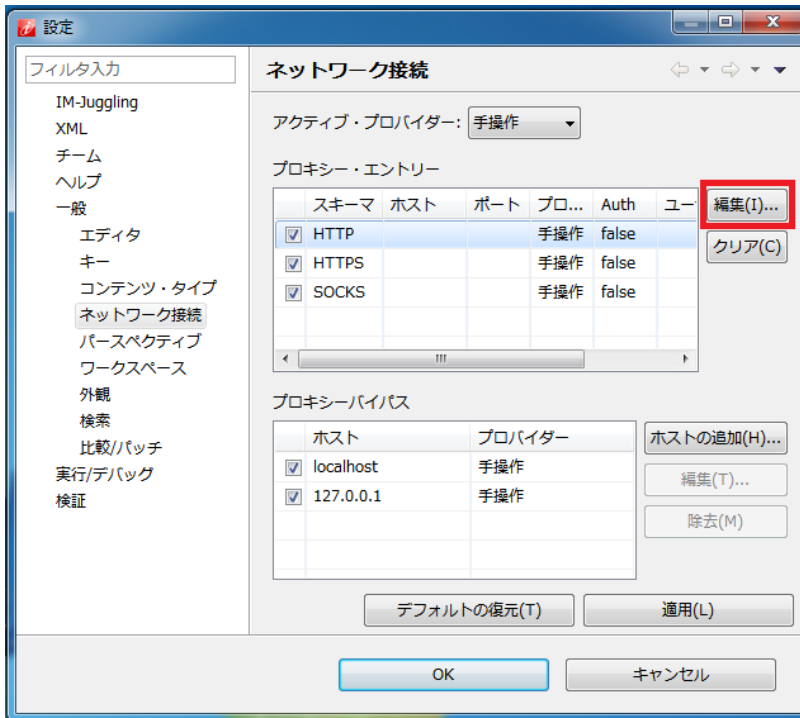 設定
フィルタ入力
IM-Juggling
XML
チーム
ヘルプ
一般
エディタ
キー
コンテンツ・タイプ
ネットワーク接続
パースペクティブ
ワークスペース
外観
検索
比較/パッチ
実行/デバッグ
検証
ネットワーク接続
アクティブ・プロバイダー: 手操作
プロキシー・エントリー
スキーマ ホスト ポート プロ... Auth ユー
HTTP 手操作 false
HTTPS 手操作 false
SOCKS 手操作 false
編集(I)...
クリア(C)
プロキシーバイパス
ホスト プロバイダー
localhost 手操作
127.0.0.1 手操作
ホストの追加(H)...
編集(T)...
除去(M)
デフォルトの復元(T) 適用(L)
OK キャンセル